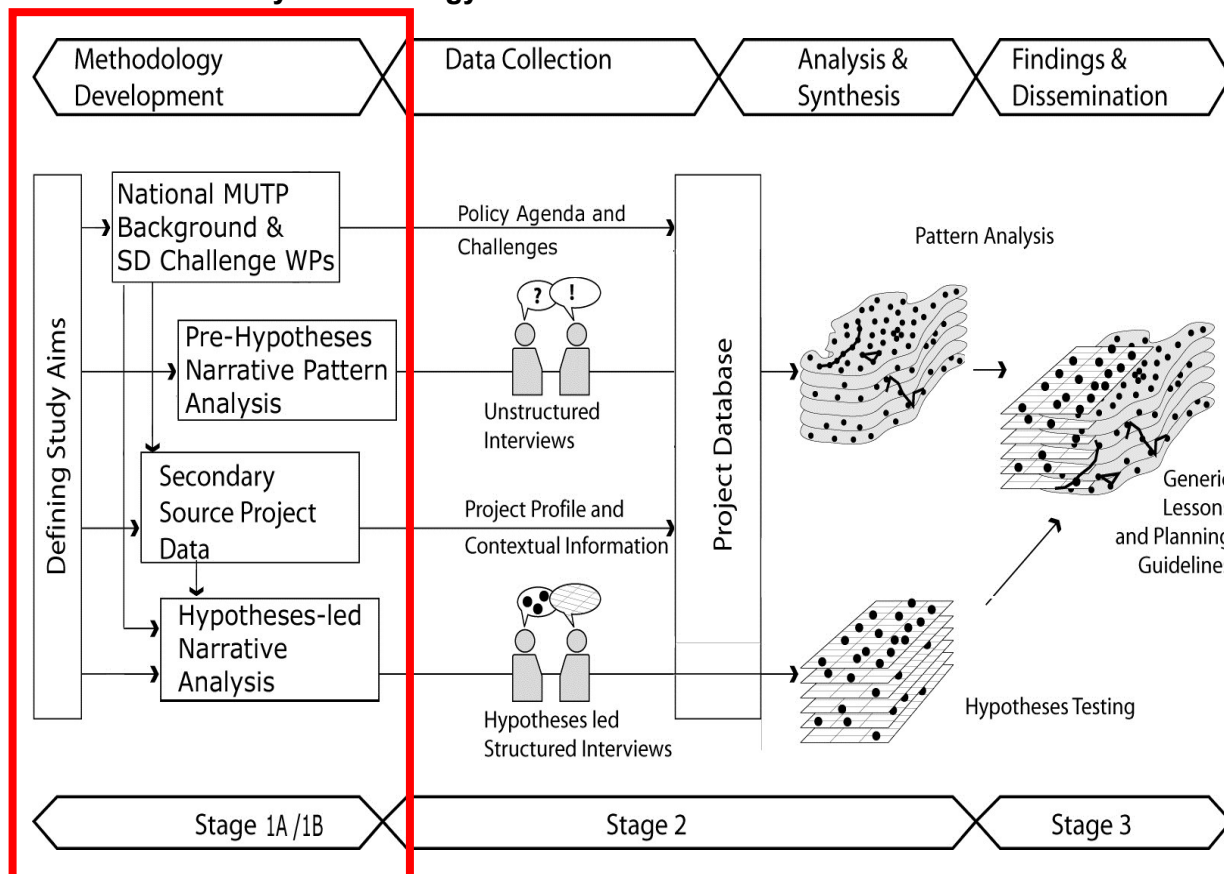 Methodology
Development
Data Collection
Analysis &
Synthesis
Findings &
Dissemination
Defining Study Aims
National MUTP
Background &
SD Challenge WPs
Pre-Hypotheses
Narrative Pattern
Analysis
Secondary
Source Project
Data
Hypotheses-led
Narrative
Analysis
Policy Agenda and
Challenges
?
!
Unstructured
Interviews
Project Profile and
Contextual Information
Hypotheses led
Structured Interviews
Project Database
Pattern Analysis
Hypotheses Testing
Generic
Lessons
and Planning
Guidelines
Stage 1A /1B
Stage 2
Stage 3